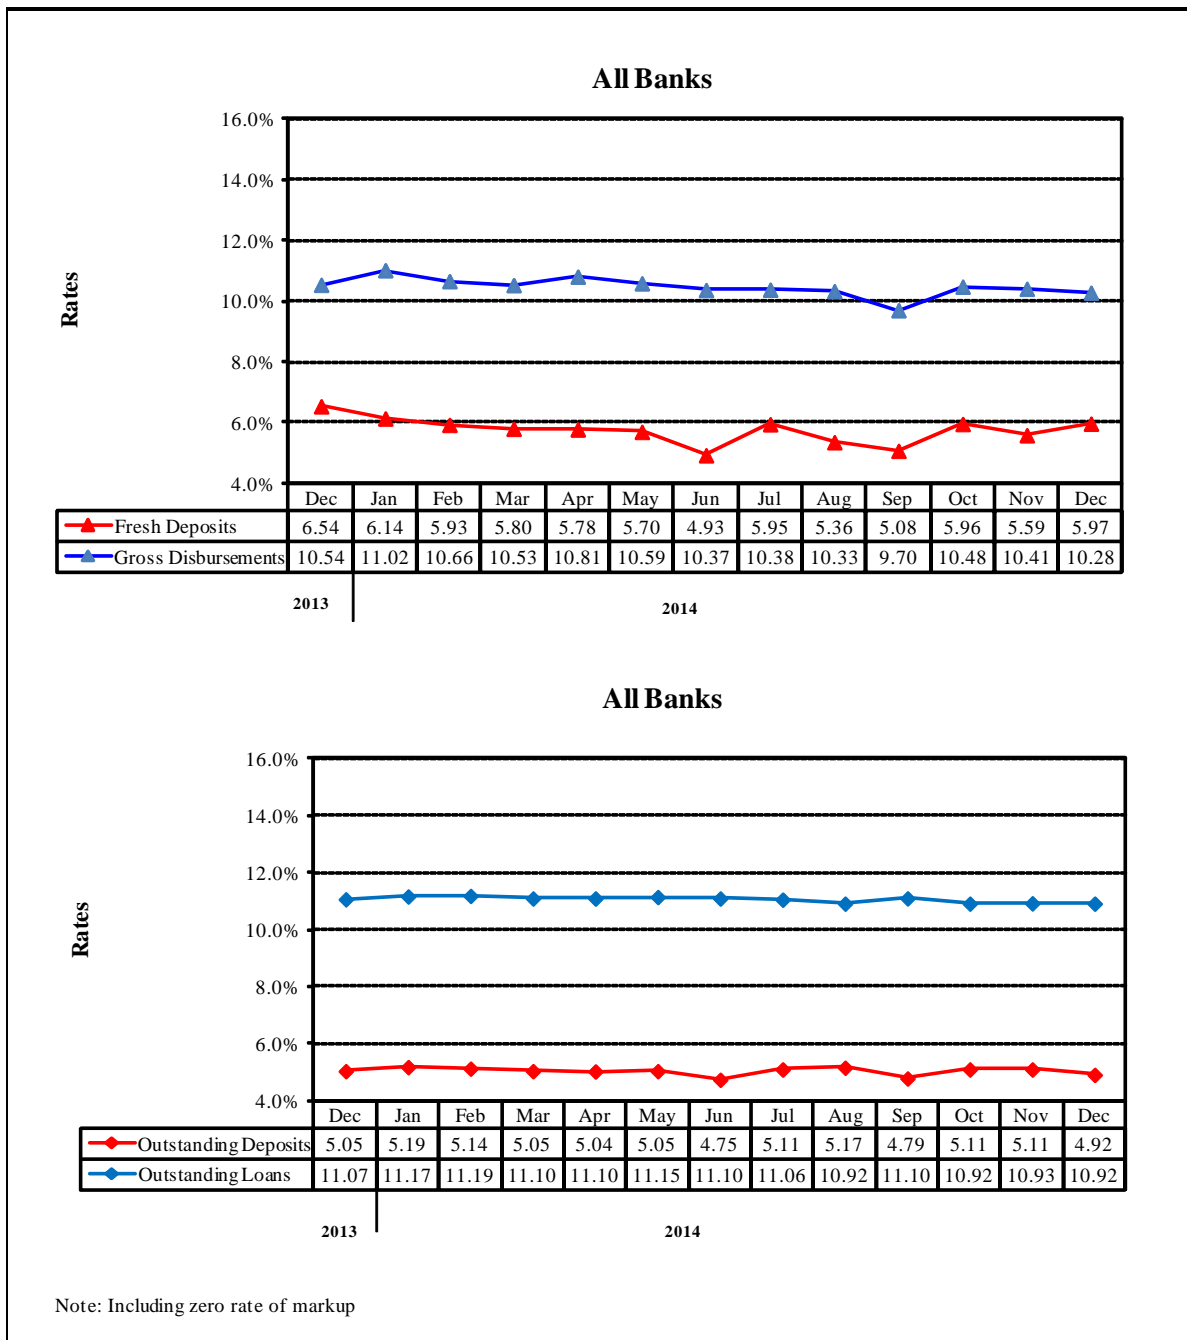 All Banks
16.0%
14.0%
12.0%
10.0%
8.0%
6.0%
4.0%
Rates
Dec Jan Feb Mar Apr May Jun Jul Aug Sep Oct Nov Dec
Fresh Deposits 6.54 6.14 5.93 5.80 5.78 5.70 4.93 5.95 5.36 5.08 5.96 5.59 5.97
Gross Disbursements 10.54 11.02 10.66 10.53 10.81 10.59 10.37 10.38 10.33 9.70 10.48 10.41 10.28
2013 2014
All Banks
16.0%
14.0%
12.0%
10.0%
8.0%
6.0%
4.0%
Rates
Dec Jan Feb Mar Apr May Jun Jul Aug Sep Oct Nov Dec
Outstanding Deposits 5.05 5.19 5.14 5.05 5.04 5.05 4.75 5.11 5.17 4.79 5.11 5.11 4.92
Outstanding Loans 11.07 11.17 11.19 11.10 11.10 11.15 11.10 11.06 10.92 11.10 10.92 10.93 10.92
2013 2014
Note: Including zero rate of markup